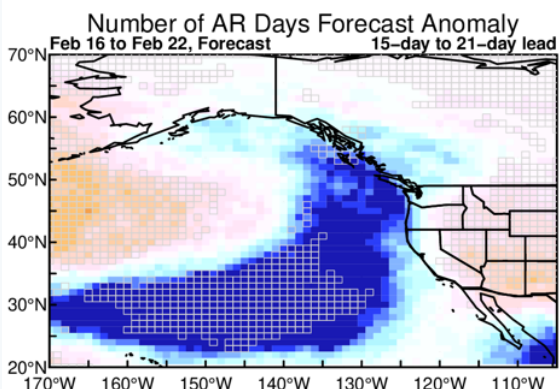 Number of AR Days Forecast Anomaly
Feb 16 to Feb 22, Forecast 15-day to 21-day lead
70°N
60°N
50°N
40°N
30°N
20°N
170°W 160°W 150°W 140°W 130°W 120°W 110°W